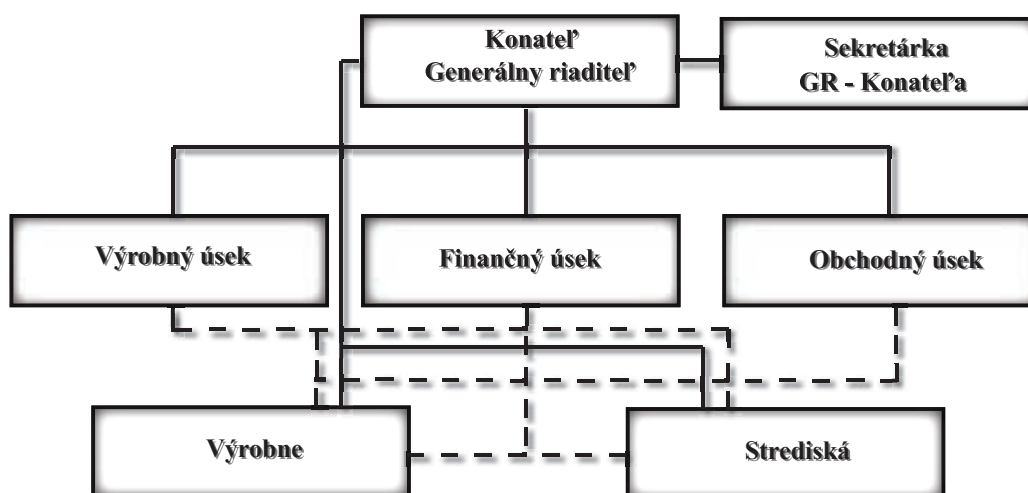 Konateľ
Generálny riaditeľ
Sekretárka
GR - Konateľa
Výrobný úsek
Finančný úsek
Obchodný úsek
Výrobne
Strediská